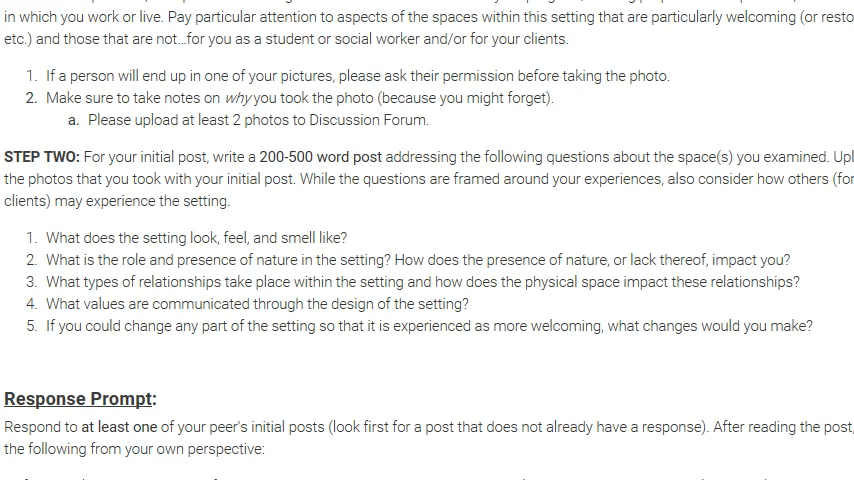 in which you work or live. Pay particular attention to aspects of the spaces within this setting that are particularly welcoming (or resto
etc.) and those that are not...for you as a student or social worker and/or for your clients.
1. If a person will end up in one of your pictures, please ask their permission before taking the photo.
2. Make sure to take notes on why you took the photo (because you might forget).
a. Please upload at least 2 photos to Discussion Forum.
STEP TWO: For your initial post, write a 200-500 word post addressing the following questions about the space(s) you examined. Upl
the photos that you took with your initial post. While the questions are framed around your experiences, also consider how others (for
clients) may experience the setting.
1. What does the setting look, feel, and smell like?
2. What is the role and presence of nature in the setting? How does the presence of nature, or lack thereof, impact you?
3. What types of relationships take place within the setting and how does the physical space impact these relationships?
4. What values are communicated through the design of the setting?
5. If you could change any part of the setting so that it is experienced as more welcoming, what changes would you make?
Response Prompt:
Respond to at least one of your peer's initial posts (look first for a post that does not already have a response). After reading the post,
the following from your own perspective: